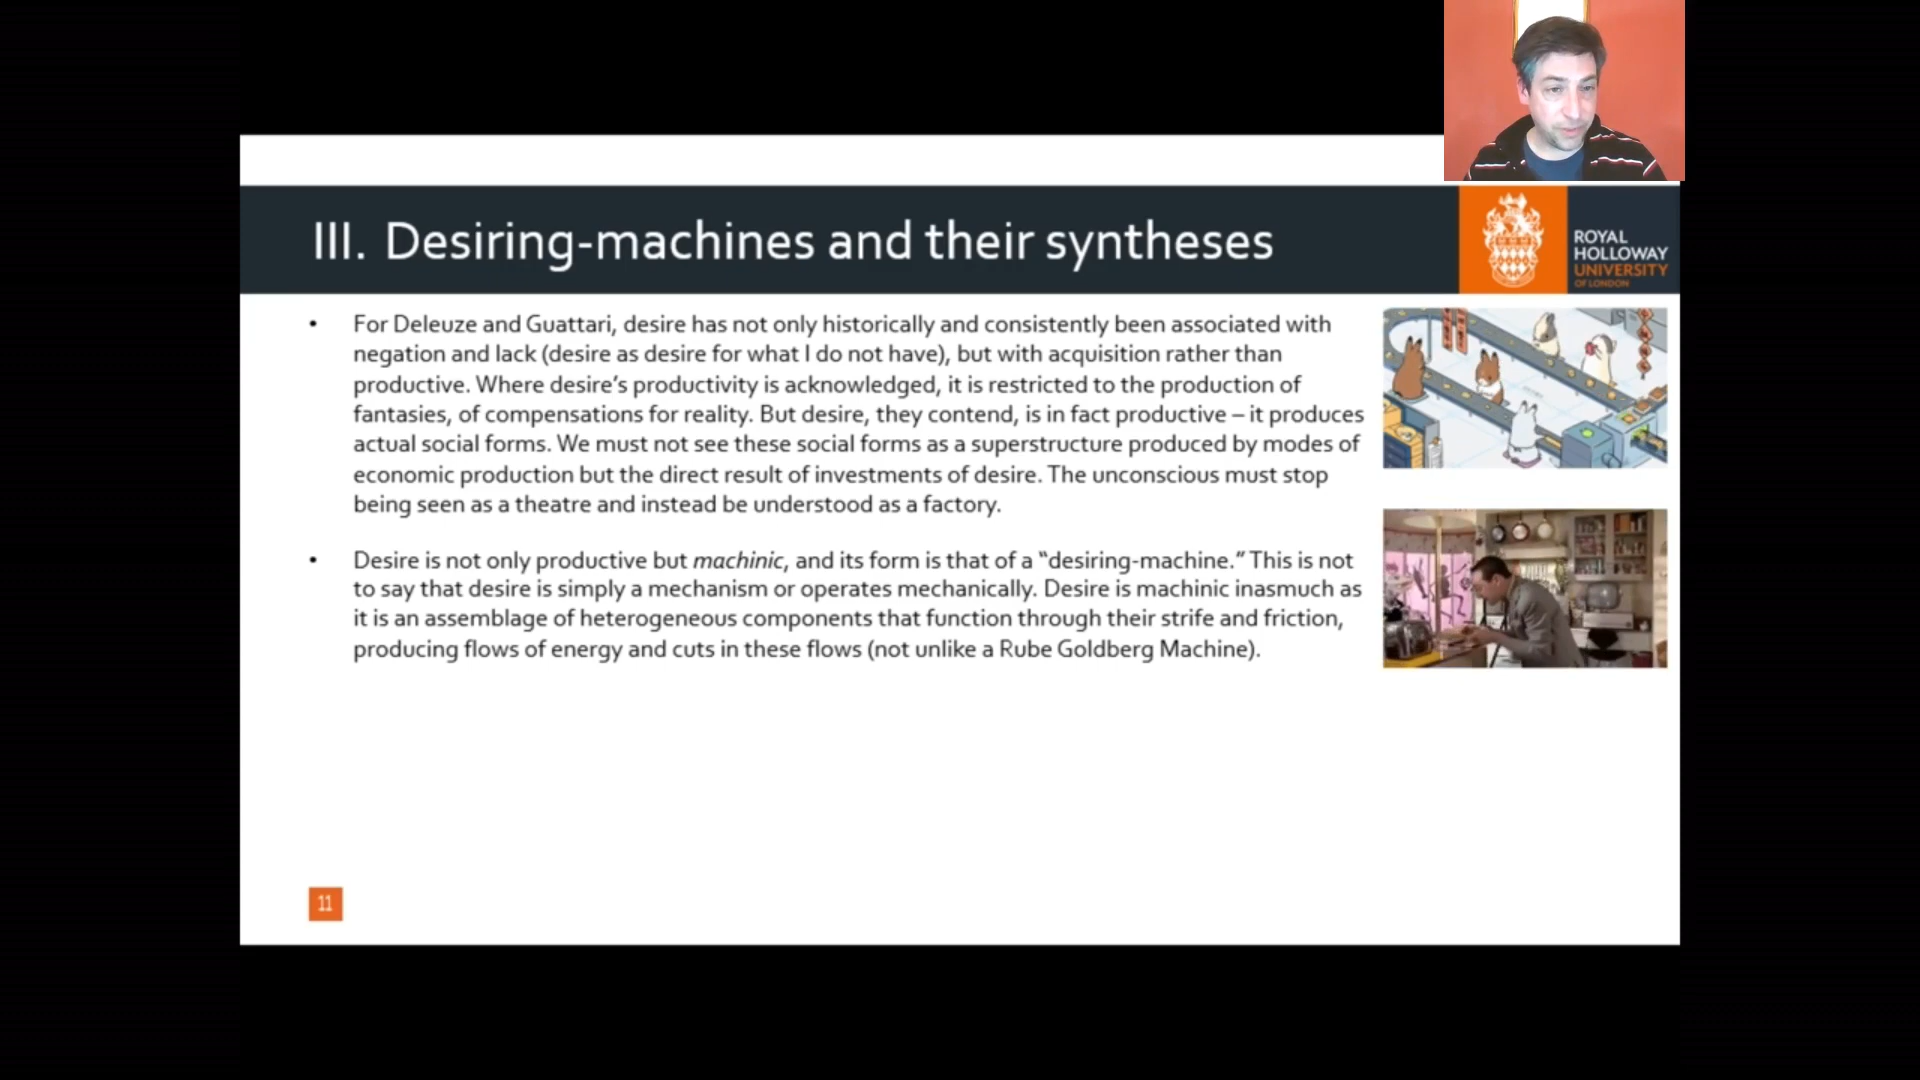 III. Desiring-machines and their syntheses
ROYAL
HOLLOWAY
UNIVERSITY
OF LONDON
• For Deleuze and Guattari, desire has not only historically and consistently been associated with
negation and lack (desire as desire for what I do not have), but with acquisition rather than
productive. Where desire's productivity is acknowledged, it is restricted to the production of
fantasies, of compensations for reality. But desire, they contend, is in fact productive – it produces
actual social forms. We must not see these social forms as a superstructure produced by modes of
economic production but the direct result of investments of desire. The unconscious must stop
being seen as a theatre and instead be understood as a factory.
• Desire is not only productive but machinic, and its form is that of a “desiring-machine.” This is not
to say that desire is simply a mechanism or operates mechanically. Desire is machinic inasmuch as
it is an assemblage of heterogeneous components that function through their strife and friction,
producing flows of energy and cuts in these flows (not unlike a Rube Goldberg Machine).
11